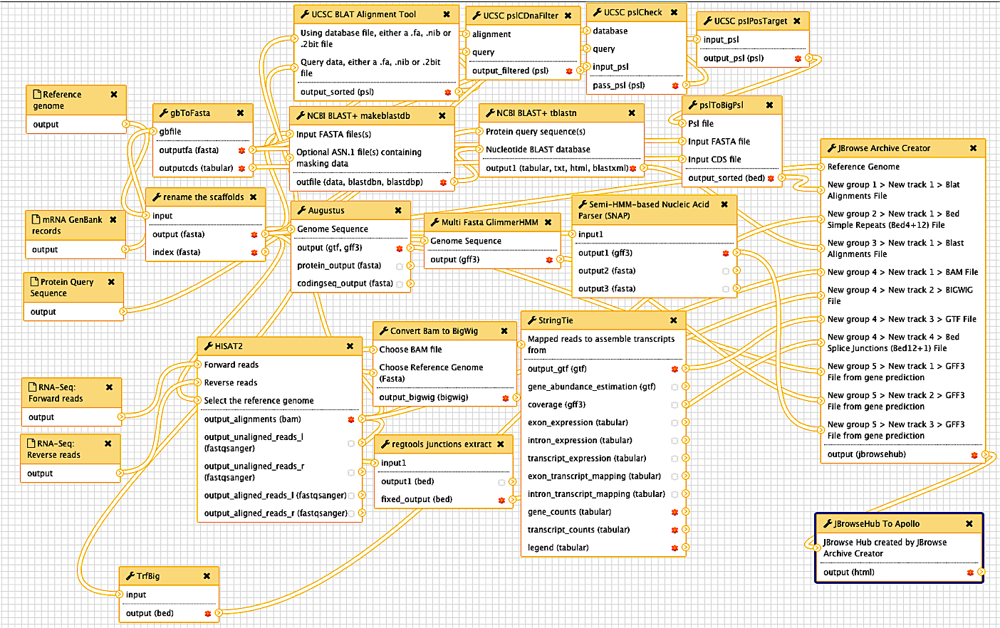 UCSC BLAT Alignment Tool
Using database file, either a .fa, .nib or
.2bit file
Query data, either a .fa, .nib or .2bit
file
output_sorted (psl)
UCSC pslCDnaFilter
alignment
query
output_filtered (psl)
UCSC pslCheck
database
query
input_psl
pass_psl (psl)
UCSC pslPosTarget
input_psl
output_psl (psl)
Reference
genome
output
gbToFasta
gbfile
outputfa (fasta)
outputcds (tabular)
NCBI BLAST+ makeblastdb
Input FASTA files(s)
Optional ASN.1 file(s) containing
masking data
outfile (data, blastdbn, blastdbp)
NCBI BLAST+ tblastn
Protein query sequence(s)
Nucleotide BLAST database
output1 (tabular, txt, html, blastxml)
pslToBigPsl
Psl file
Input FASTA file
Input CDS file
output_sorted (bed)
JBrowse Archive Creator
Reference Genome
New group 1 > New track 1 > Blat
Alignments File
New group 2 > New track 1 > Bed
Simple Repeats (Bed4+12) File
New group 3 > New track 1 > Blast
Alignments File
New group 4 > New track 1 > BAM File
New group 4 > New track 2 > BIGWIG
File
New group 4 > New track 3 > GTF File
New group 4 > New track 4 > Bed
Splice Junctions (Bed12+1) File
New group 5 > New track 1 > GFF3
File from gene prediction
New group 5 > New track 2 > GFF3
File from gene prediction
New group 5 > New track 3 > GFF3
File from gene prediction
output (jbrowsehub)
mRNA GenBank
records
output
rename the scaffolds
input
output (fasta)
index (fasta)
Augustus
Genome Sequence
output (gtf, gff3)
protein_output (fasta)
codingseq_output (fasta)
Multi Fasta GlimmerHMM
Genome Sequence
output (gff3)
Semi-HMM-based Nucleic Acid
Parser (SNAP)
input1
output1 (gff3)
output2 (fasta)
output3 (fasta)
Protein Query
Sequence
output
HISAT2
Forward reads
Reverse reads
Select the reference genome
output_alignments (bam)
output_unaligned_reads_l
(fastqsanger)
output_unaligned_reads_r
(fastqsanger)
output_aligned_reads_l (fastqsanger)
output_aligned_reads_r (fastqsanger)
Convert Bam to BigWig
Choose BAM file
Choose Reference Genome
(Fasta)
output_bigwig (bigwig)
StringTie
Mapped reads to assemble transcripts
from
output_gtf (gtf)
gene_abundance_estimation (gtf)
coverage (gff3)
exon_expression (tabular)
intron_expression (tabular)
transcript_expression (tabular)
exon_transcript_mapping (tabular)
intron_transcript_mapping (tabular)
gene_counts (tabular)
transcript_counts (tabular)
legend (tabular)
RNA-Seq:
Forward reads
output
RNA-Seq:
Reverse reads
output
regtools junctions extract
input1
output1 (bed)
fixed_output (bed)
JBrowseHub To Apollo
JBrowse Hub created by JBrowse
Archive Creator
output (html)
TrfBig
input
output (bed)